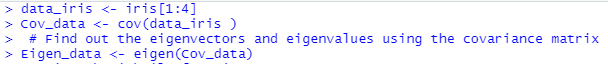 > data_iris <- iris[1:4]
> Cov_data <- cov(data_iris )
>  # Find out the eigenvectors and eigenvalues using the covariance matrix
> Eigen_data <- eigen(Cov_data)